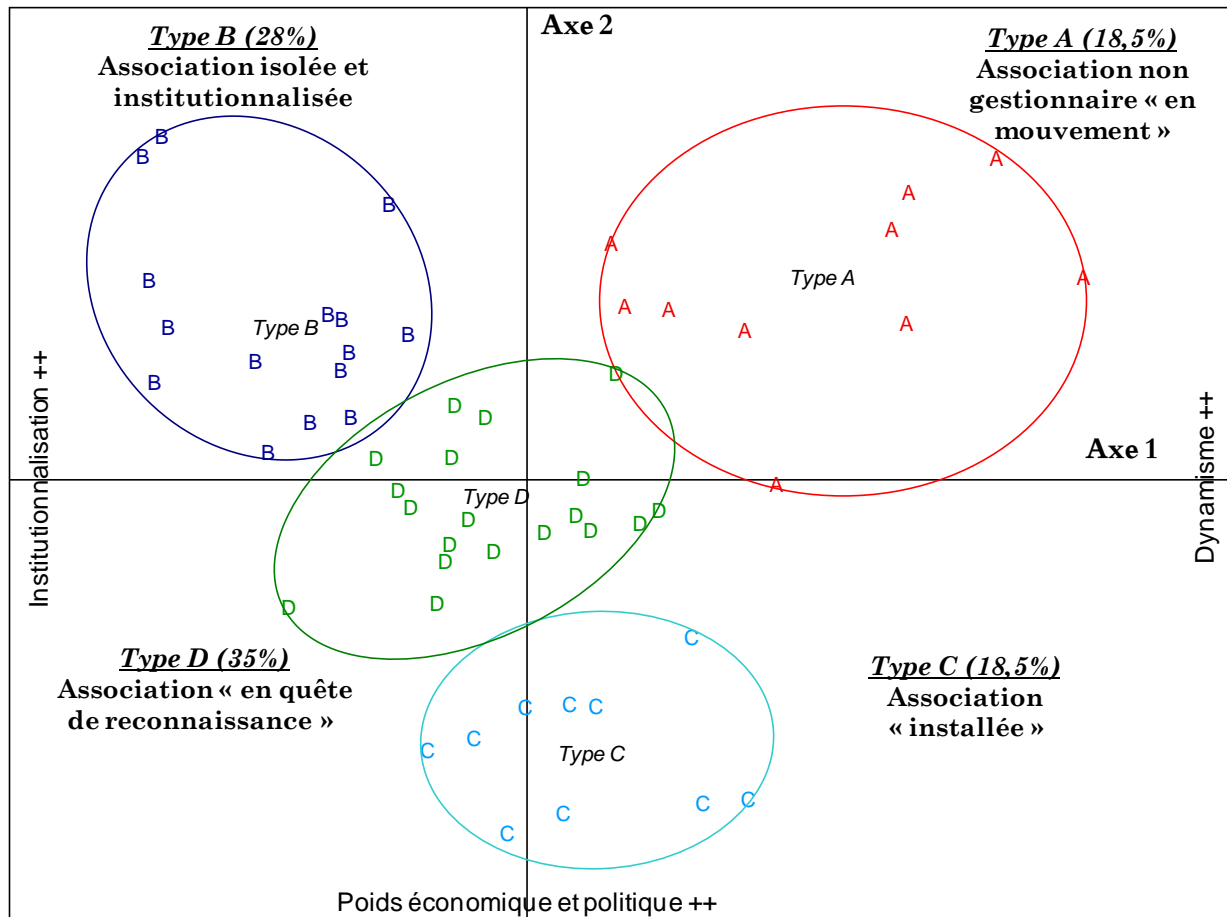 Axe 2
Type B (28%)
Association isolée et
institutionnalisée
Type A (18,5%)
Association non
gestionnaire « en
mouvement »
B
B
A
A
B
A
A
B
Type A
A
A
A
B
B
B
Type B
A
A
B
B
B
B
B
D
B
D
D
B
B
B
D
D
Axe 1
D
A
D
Type D
D
D
D
D
D
D
D
D
D
D
D
D
D
Institutionnalisation ++
Dynamisme ++
C
Type D (35%)
Association « en quête
de reconnaissance »
Type C (18,5%)
Association
« installée »
C
C
C
C
C
Type C
C
C
C
C
Poids économique et politique ++